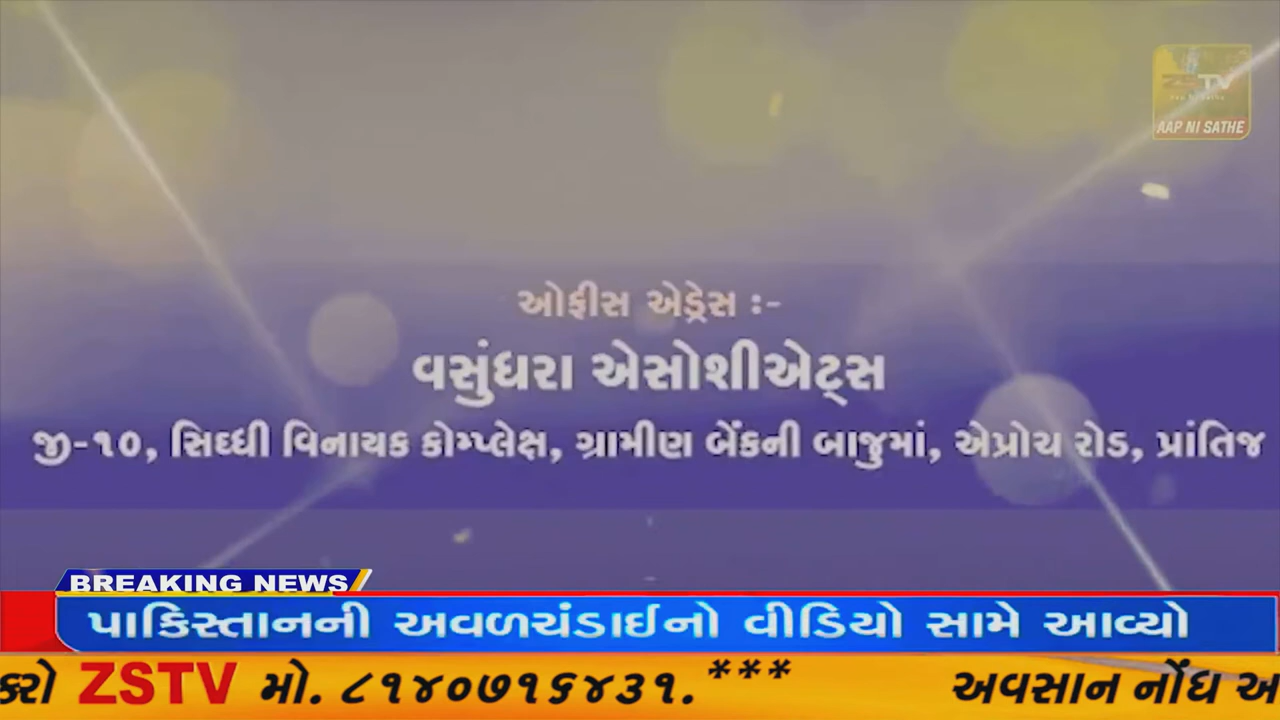 ZSTV
AAP NI SATHE
ઓફીસ એડ્રેસ :-
વસુંધરા એસોશીએટ્સ
જી-૧૦, સિધ્ધી વિનાયક કોમ્પ્લેક્ષ, ગ્રામીણ બેંકની બાજુમાં, એપ્રોચ રોડ, પ્રાંતિજ
BREAKING NEWS
પાકિસ્તાનની અવળચંડાઈનો વીડિયો સામે આવ્યો
કરો ZSTV મો. ૮૧૪૦૭૧૬૪૩૧.*** અવસાન નોંધ અ